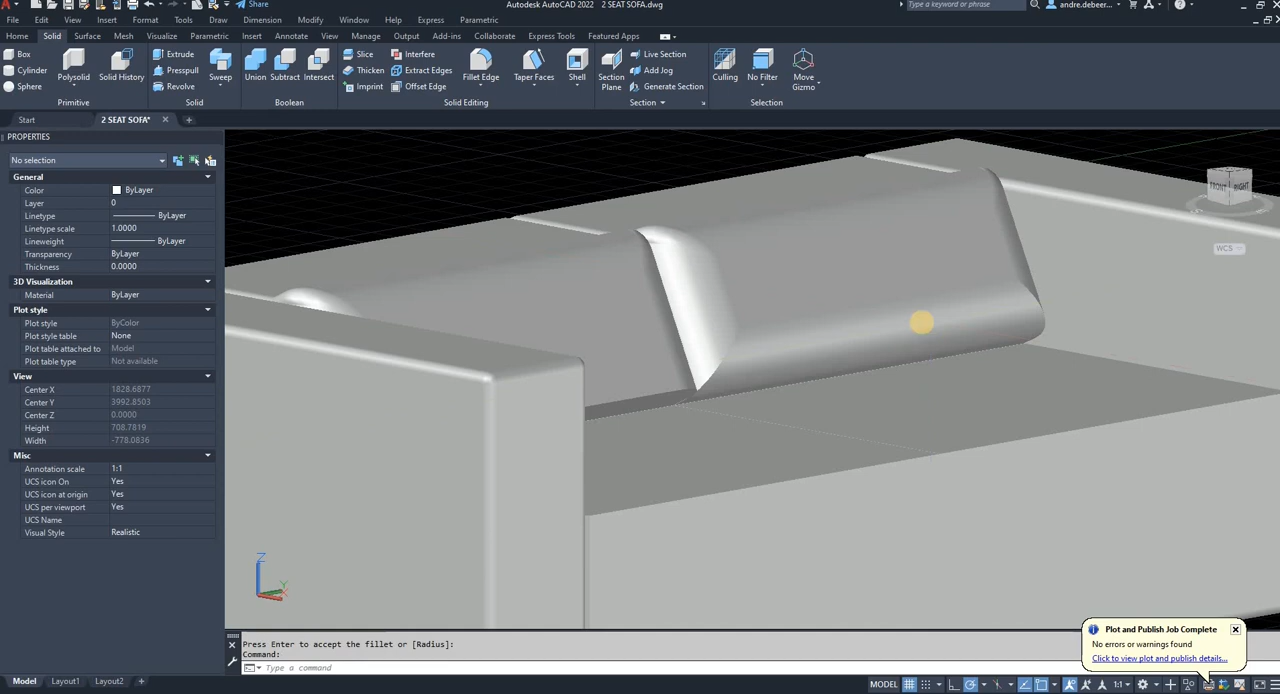 Share
Autodesk AutoCAD 2022 2 SEAT SOFA.dwg
Type a keyword or phrase
andre.debeer...
File Edit View Insert Format Tools Draw Dimension Modify Window Express Parametric
Home Solid Surface Mesh Visualize Parametric Insert Annotate View Manage Output Add-ins Collaborate Express Tools Featured Apps
Box
Cylinder
Sphere
Polysolid
Solid History
Primitive
Extrude
Presspull
Revolve
Sweep
Solid
Union
Subtract
Intersect
Boolean
Slice
Thicken
Imprint
Interfere
Extract Edges
Offset Edge
Fillet Edge
Taper Faces
Shell
Solid Editing
Section
Plane
Live Section
Add Jog
Generate Section
Section
Culling
No Filter
Move
Gizmo
Selection
Start
2 SEAT SOFA*
PROPERTIES
No selection
General
Color ByLayer
Layer 0
Linetype ByLayer
Linetype scale 1.0000
Lineweight ByLayer
Transparency ByLayer
Thickness 0.0000
3D Visualization
Material ByLayer
Plot style
Plot style ByColor
Plot style table None
Plot table attached to Model
Plot table type Not available
View
Center X 1828.6877
Center Y 3992.8503
Center Z 0.0000
Height 708.7819
Width -778.0836
Misc
Annotation scale 1:1
UCS icon On Yes
UCS icon at origin Yes
UCS per viewport Yes
UCS Name
Visual Style Realistic
FRONT
RIGHT
WCS
Z
Y
X
Press Enter to accept the fillet or [Radius]:
Command:
Type a command
Plot and Publish Job Complete
No errors or warnings found
Click to view plot and publish details...
Model Layout1 Layout2
MODEL
1:1